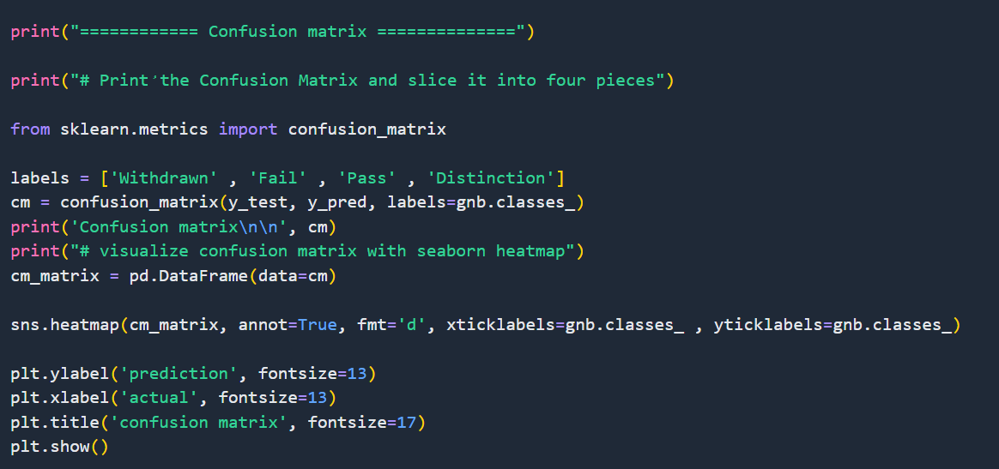 print("============ Confusion matrix ==============")
print("# Print the Confusion Matrix and slice it into four pieces")
from sklearn.metrics import confusion_matrix
labels = ['Withdrawn' , 'Fail' , 'Pass' , 'Distinction']
cm = confusion_matrix(y_test, y_pred, labels=gnb.classes_)
print('Confusion matrix\n\n', cm)
print("# visualize confusion matrix with seaborn heatmap")
cm_matrix = pd.DataFrame(data=cm)
sns.heatmap(cm_matrix, annot=True, fmt='d', xticklabels=gnb.classes_ , yticklabels=gnb.classes_)
plt.ylabel('prediction', fontsize=13)
plt.xlabel('actual', fontsize=13)
plt.title('confusion matrix', fontsize=17)
plt.show()